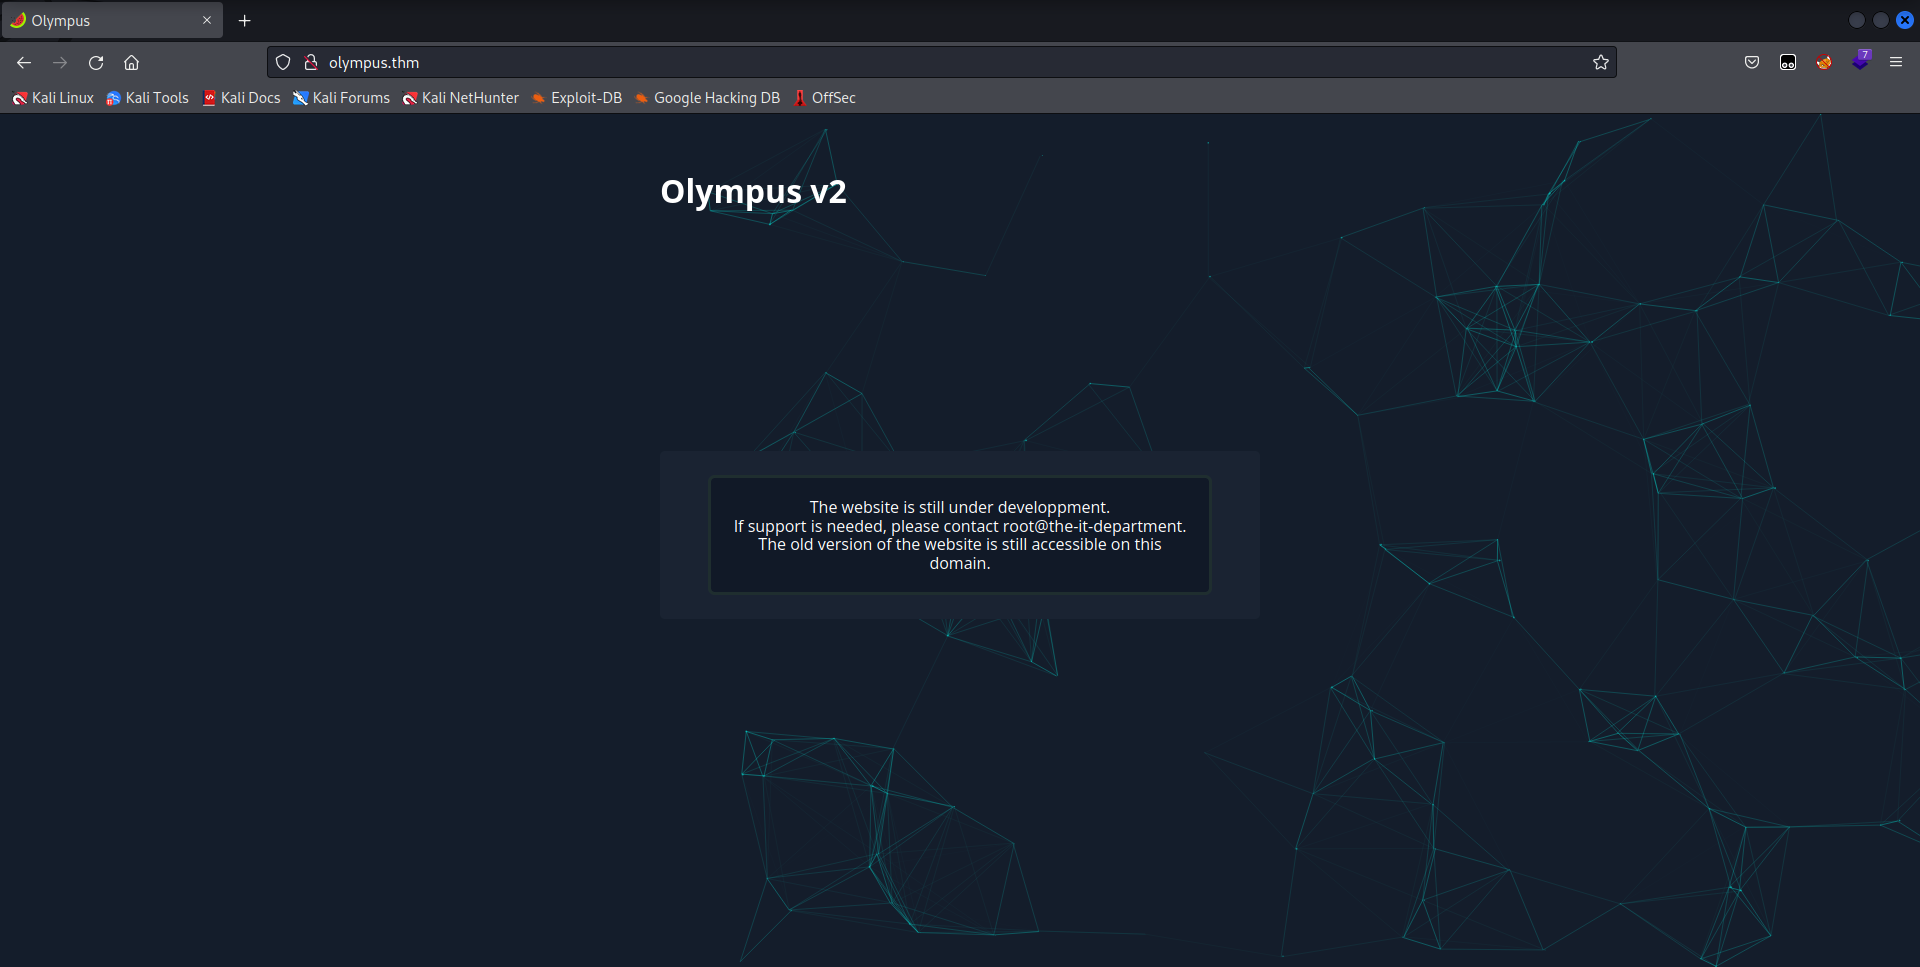 Olympus
olympus.thm
7
Kali Linux Kali Tools Kali Docs Kali Forums Kali NetHunter Exploit-DB Google Hacking DB OffSec
Olympus v2
The website is still under developpment.
If support is needed, please contact root@the-it-department.
The old version of the website is still accessible on this
domain.